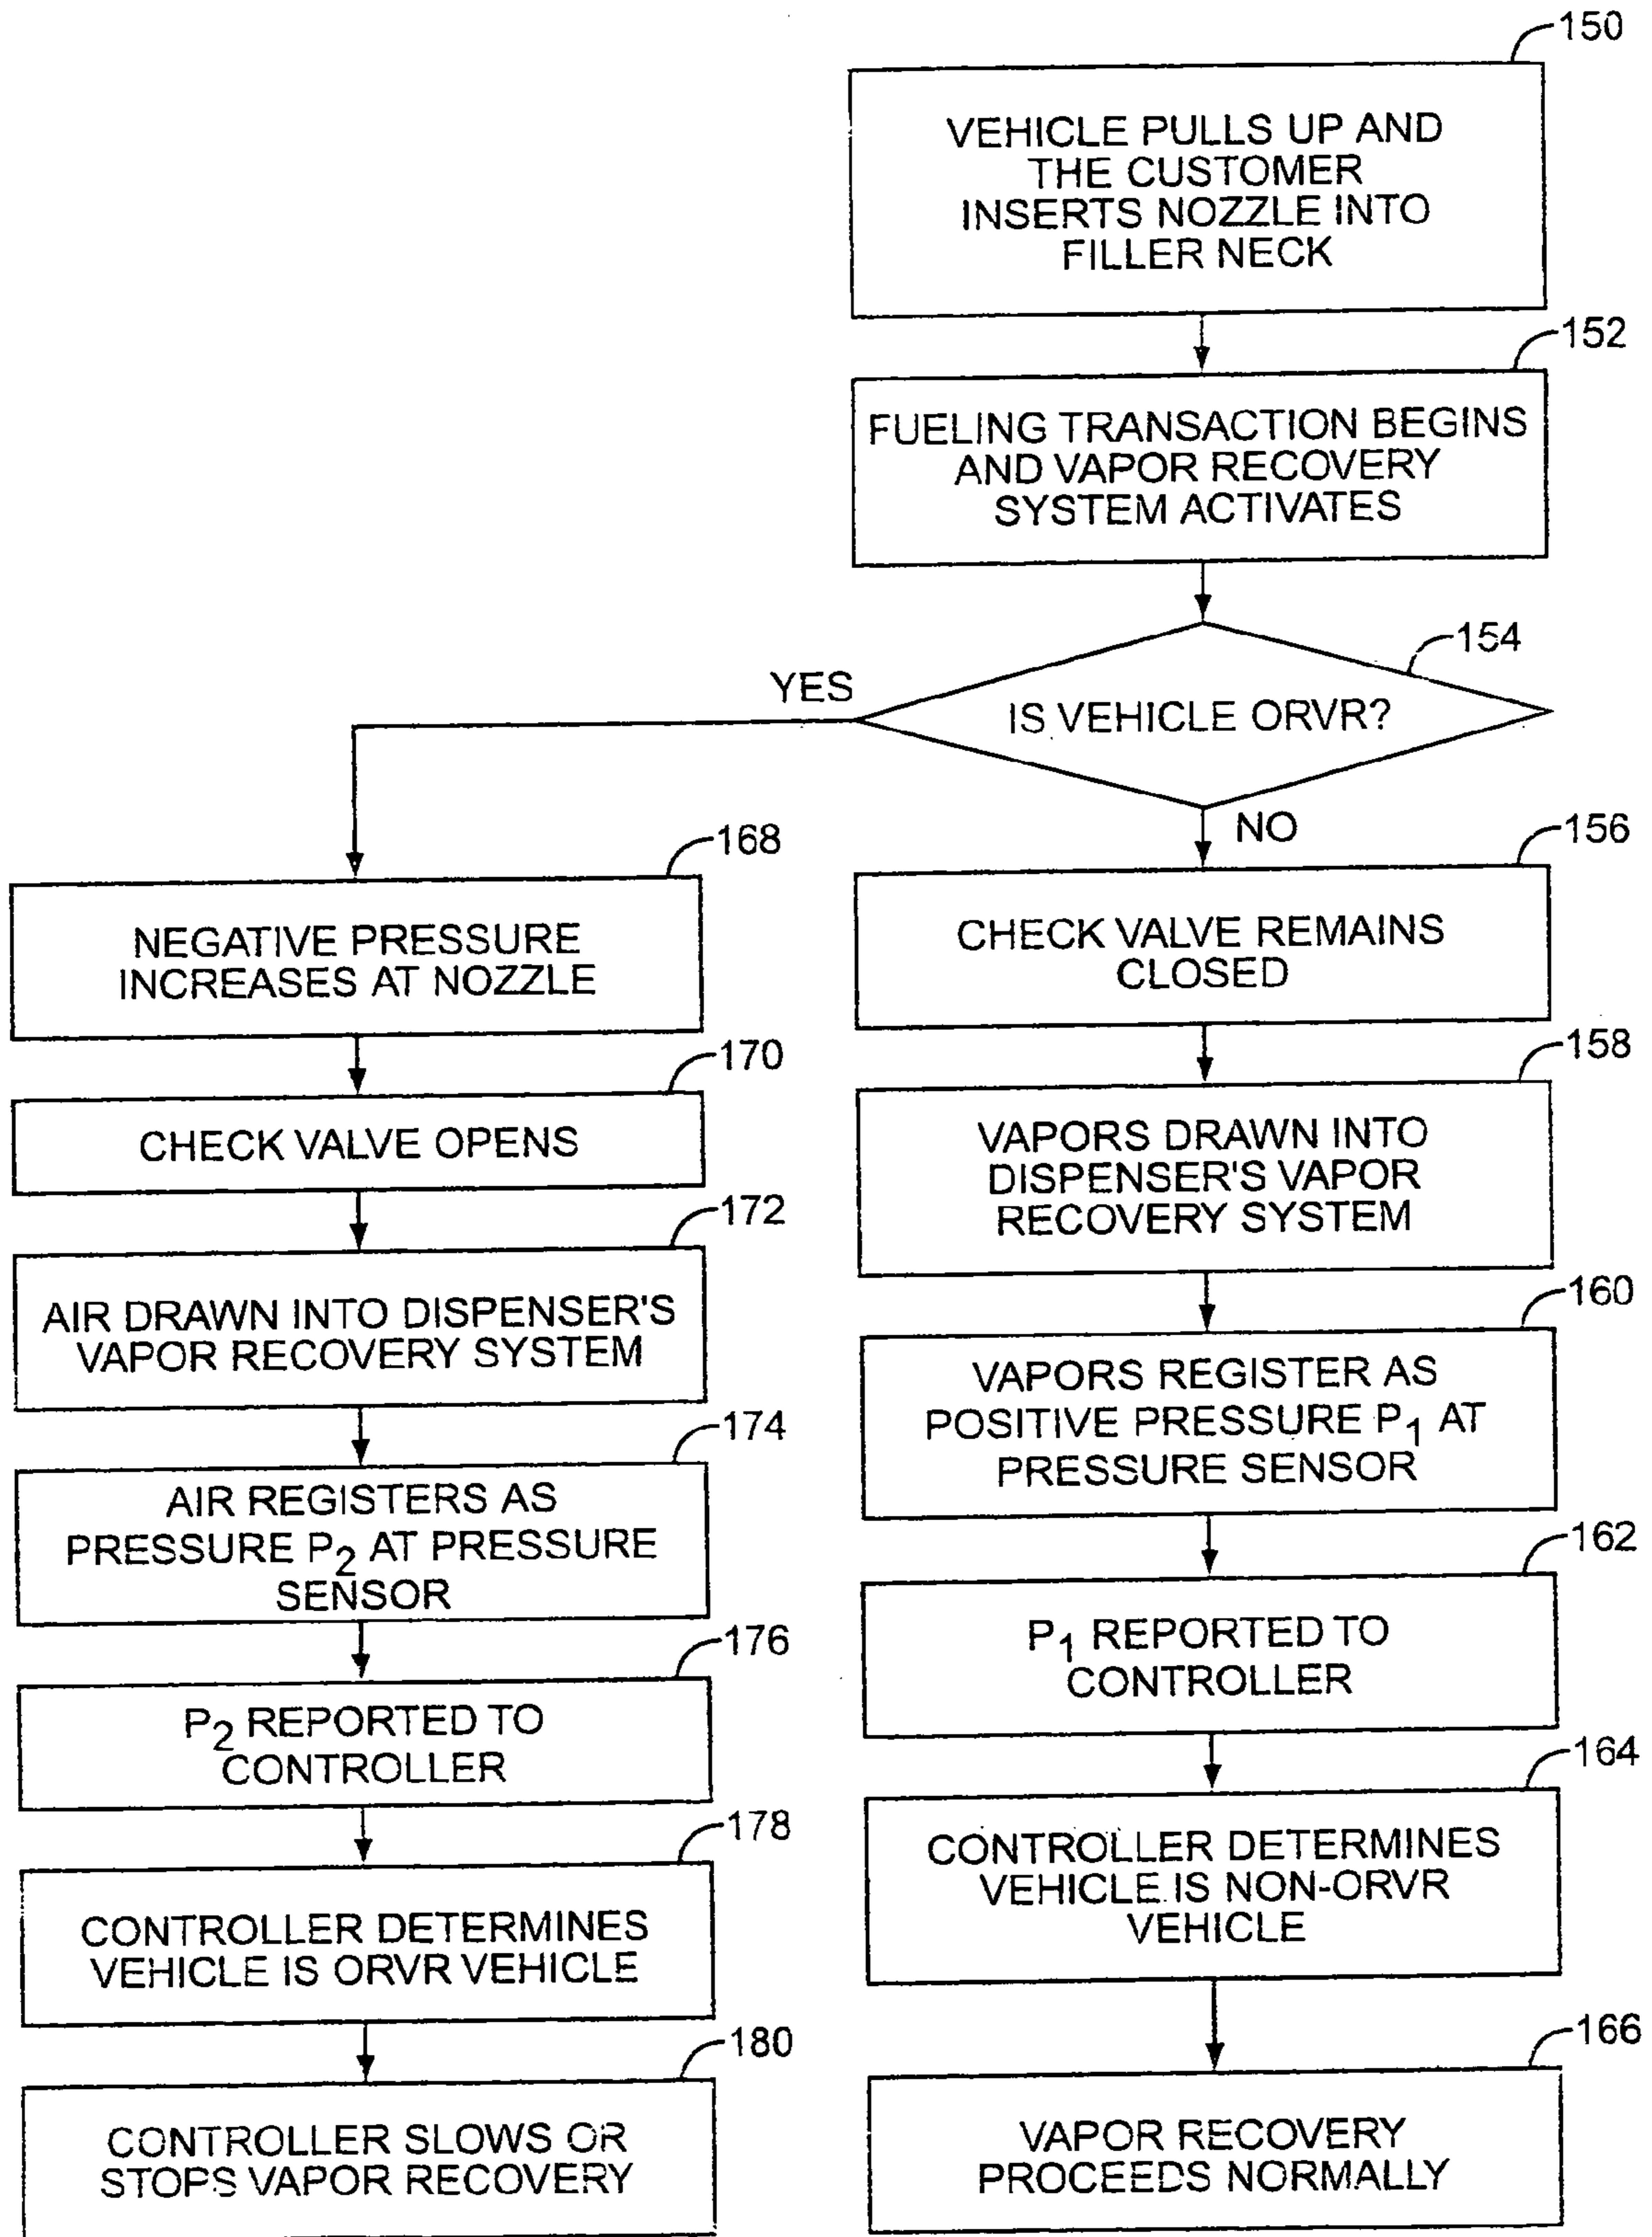 150
VEHICLE PULLS UP AND
THE CUSTOMER
INSERTS NOZZLE INTO
FILLER NECK
152
FUELING TRANSACTION BEGINS
AND VAPOR RECOVERY
SYSTEM ACTIVATES
154
IS VEHICLE ORVR?
YES
NO
168
NEGATIVE PRESSURE
INCREASES AT NOZZLE
170
CHECK VALVE OPENS
172
AIR DRAWN INTO DISPENSER'S
VAPOR RECOVERY SYSTEM
174
AIR REGISTERS AS
PRESSURE P2 AT PRESSURE
SENSOR
176
P2 REPORTED TO
CONTROLLER
178
CONTROLLER DETERMINES
VEHICLE IS ORVR VEHICLE
180
CONTROLLER SLOWS OR
STOPS VAPOR RECOVERY
156
CHECK VALVE REMAINS
CLOSED
158
VAPORS DRAWN INTO
DISPENSER'S VAPOR
RECOVERY SYSTEM
160
VAPORS REGISTER AS
POSITIVE PRESSURE P1 AT
PRESSURE SENSOR
162
P1 REPORTED TO
CONTROLLER
164
CONTROLLER DETERMINES
VEHICLE IS NON-ORVR
VEHICLE
166
VAPOR RECOVERY
PROCEEDS NORMALLY